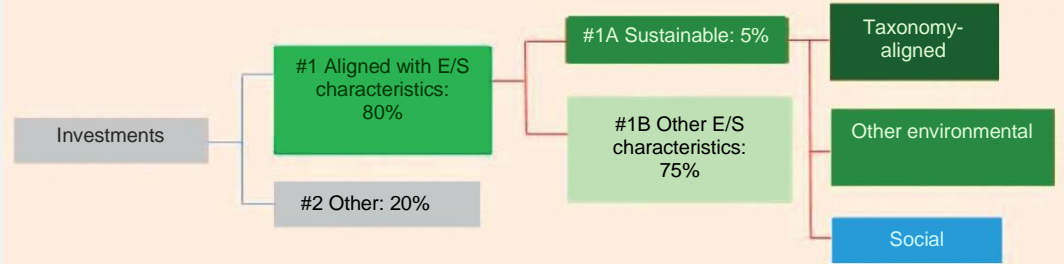 Investments
#1 Aligned with E/S
characteristics:
80%
#2 Other: 20%
#1A Sustainable: 5%
#1B Other E/S
characteristics:
75%
Taxonomy-
aligned
Other environmental
Social